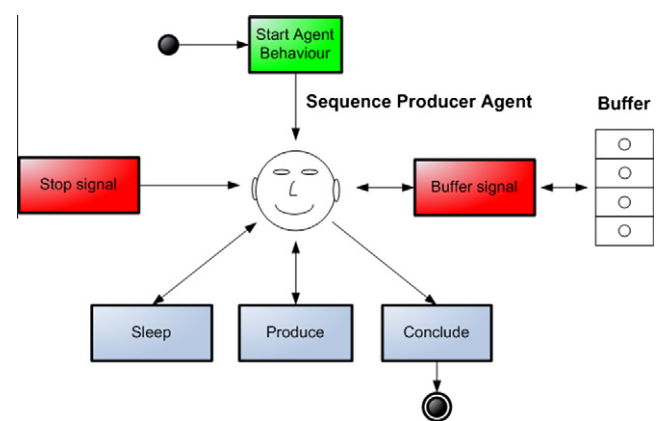 Start Agent
Behaviour
Sequence Producer Agent
Buffer
Stop signal
Buffer signal
Sleep
Produce
Conclude